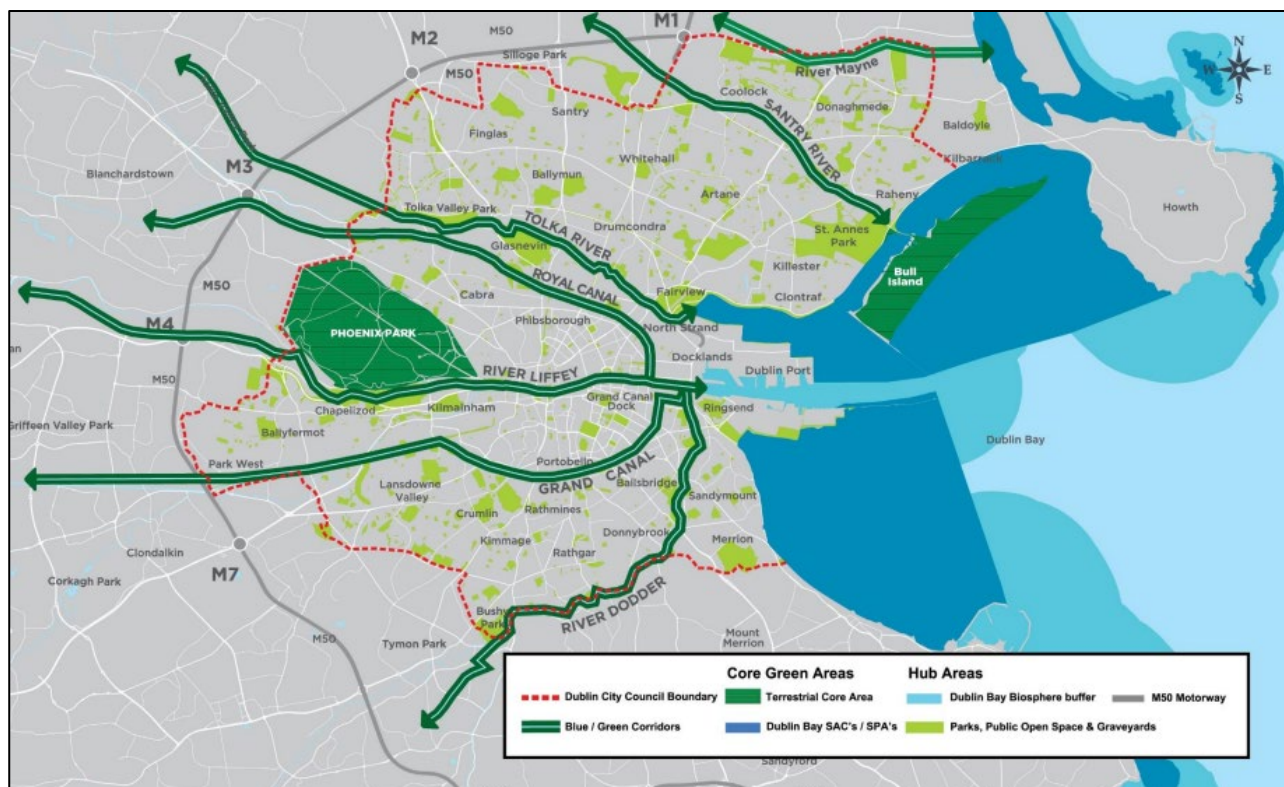 M50
M1
M2
Silloge Park
M50
River Mayne
N
W E
S
Coolock
SANTRY RIVER
Donaghmede
Santry
Finglas
Baldoyle
Whitehall
Kilbarrack
M3
Blanchardstown
Ballymun
Artane
Raheny
Howth
Tolka Valley Park
TOLKA RIVER
Drumcondra
St. Annes
Park
Glasnevin
Killester
Bull
Island
M50
ROYAL CANAL
Cabra
Fairview
Clontraf
M4
PHOENIX PARK
Phibsborough
North Strand
Docklands
Dublin Port
M50
RIVER LIFFEY
Chapelizod
Kilmainham
Grand Canal
Dock
Ringsend
Griffeen Valley Park
Ballyfermot
Dublin Bay
Park West
Portobello
GRAND CANAL
Lansdowne
Valley
Ballsbridge
Sandymount
Crumlin
Rathmines
Donnybrook
Clondalkin
Kimmage
Rathgar
Merrion
M7
Corkagh Park
Bushy
Park
RIVER DODDER
M50
Tymon Park
Mount
Merrion
Core Green Areas
Hub Areas
Dublin City Council Boundary
Terrestrial Core Area
Dublin Bay Biosphere buffer
M50 Motorway
Blue / Green Corridors
Dublin Bay SAC's / SPA's
Parks, Public Open Space & Graveyards
Sandyford